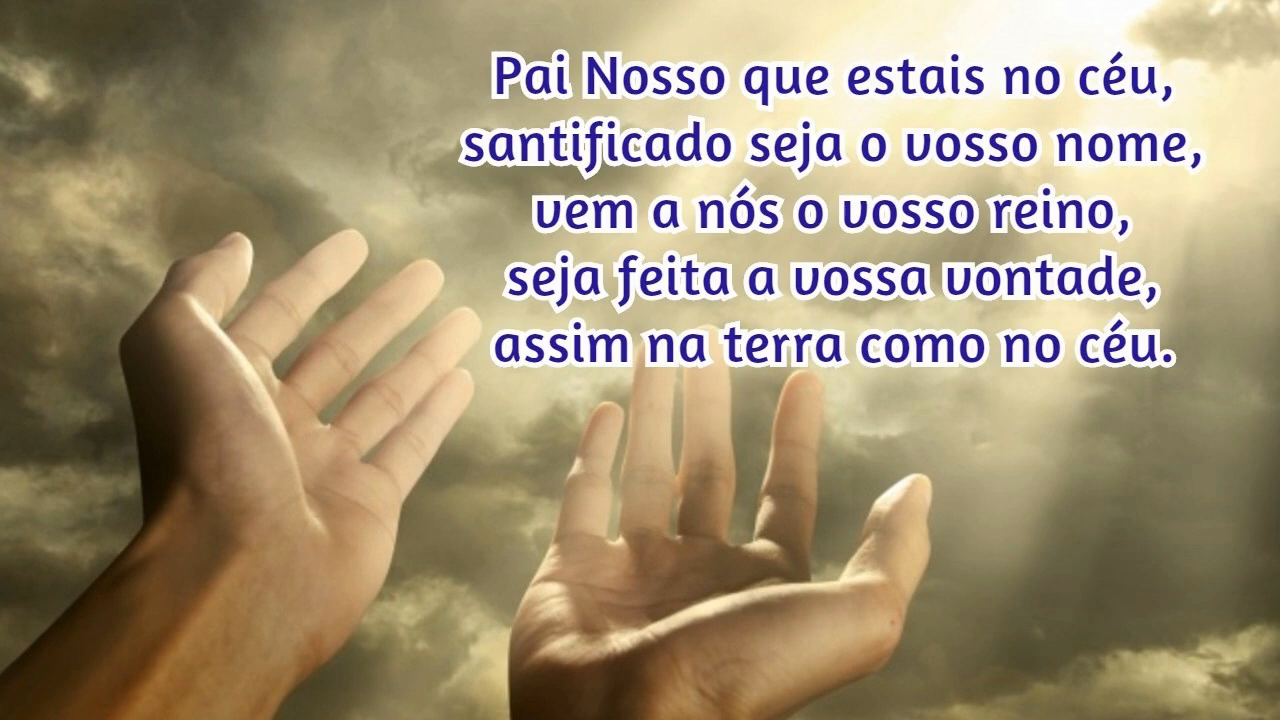 Pai Nosso que estais no céu,
santificado seja o vosso nome,
vem a nós o vosso reino,
seja feita a vossa vontade,
assim na terra como no céu.